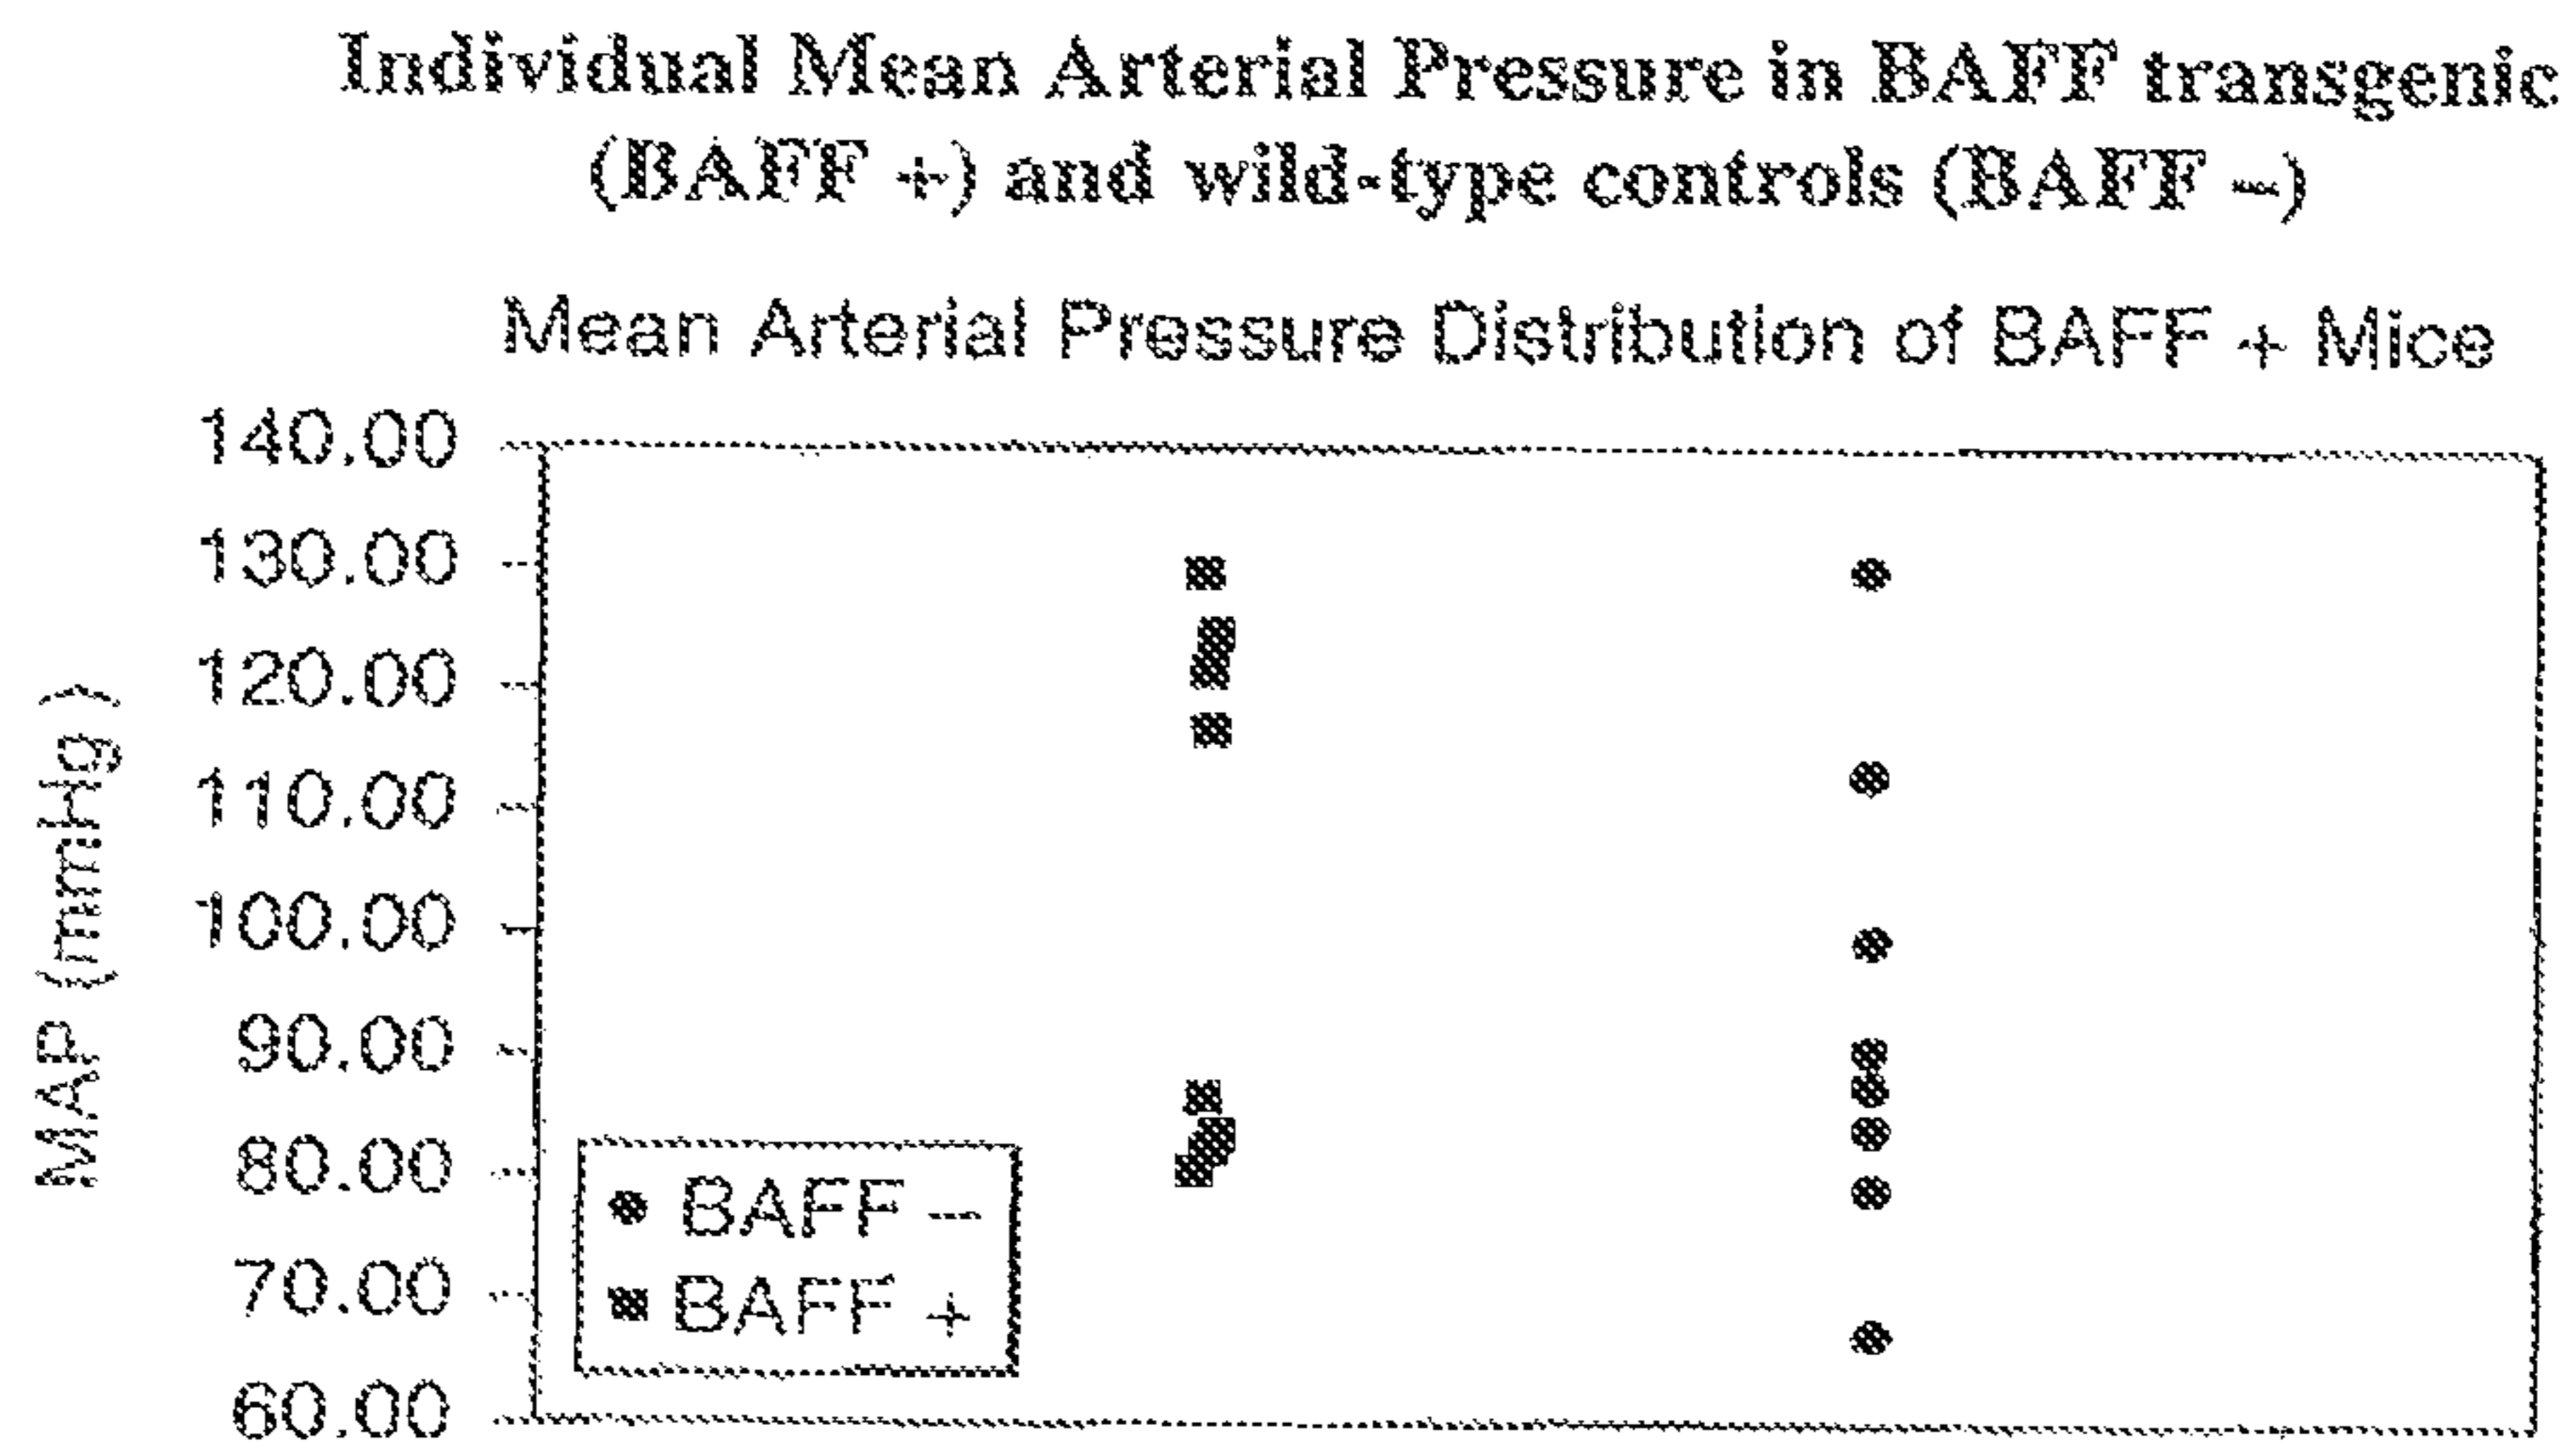 Individual Mean Arterial Pressure in BAFF transgenic
(BAFF +) and wild-type controls (BAFF –)
Mean Arterial Pressure Distribution of BAFF + Mice
140.00
130.00
120.00
110.00
100.00
90.00
80.00
70.00
60.00
MAP (mmHg )
BAFF –
BAFF +